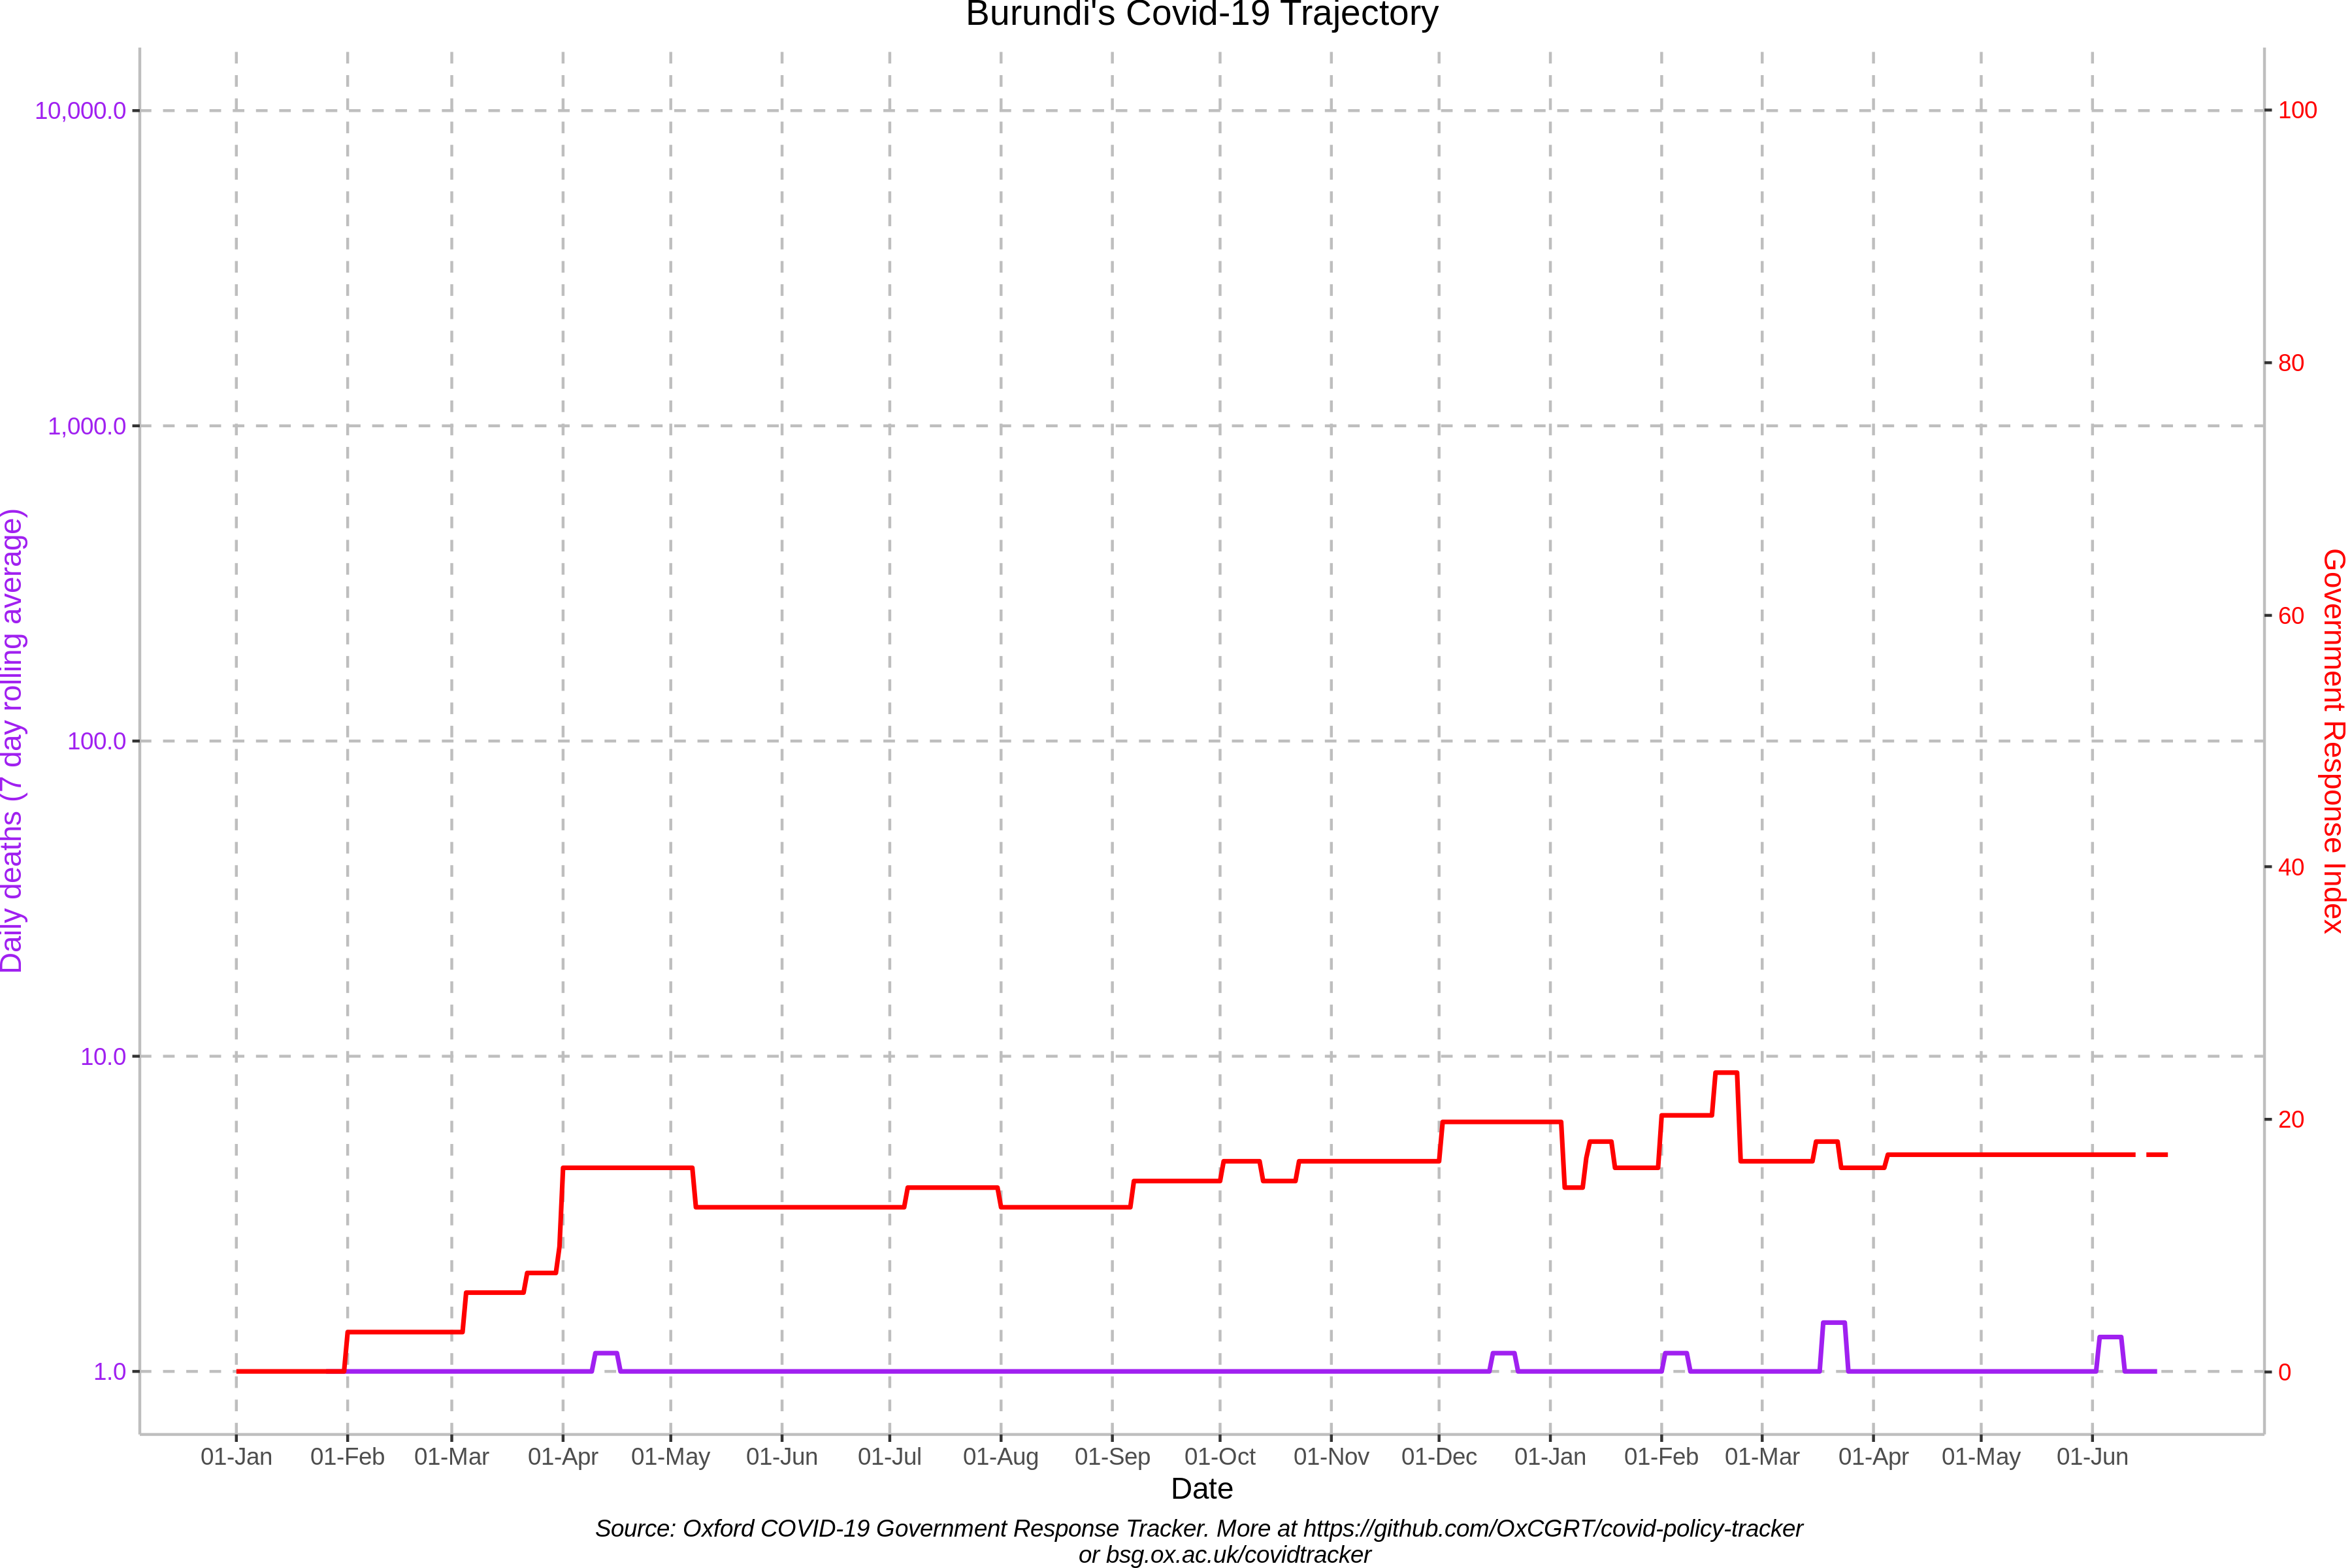 Burundi's Covid-19 Trajectory
10,000.0
1,000.0
100.0
10.0
1.0
Daily deaths (7 day rolling average)
100
80
60
40
20
0
Government Response Index
01-Jan 01-Feb 01-Mar 01-Apr 01-May 01-Jun 01-Jul 01-Aug 01-Sep 01-Oct 01-Nov 01-Dec 01-Jan 01-Feb 01-Mar 01-Apr 01-May 01-Jun
Date
Source: Oxford COVID-19 Government Response Tracker. More at https://github.com/OxCGRT/covid-policy-tracker
or bsg.ox.ac.uk/covidtracker